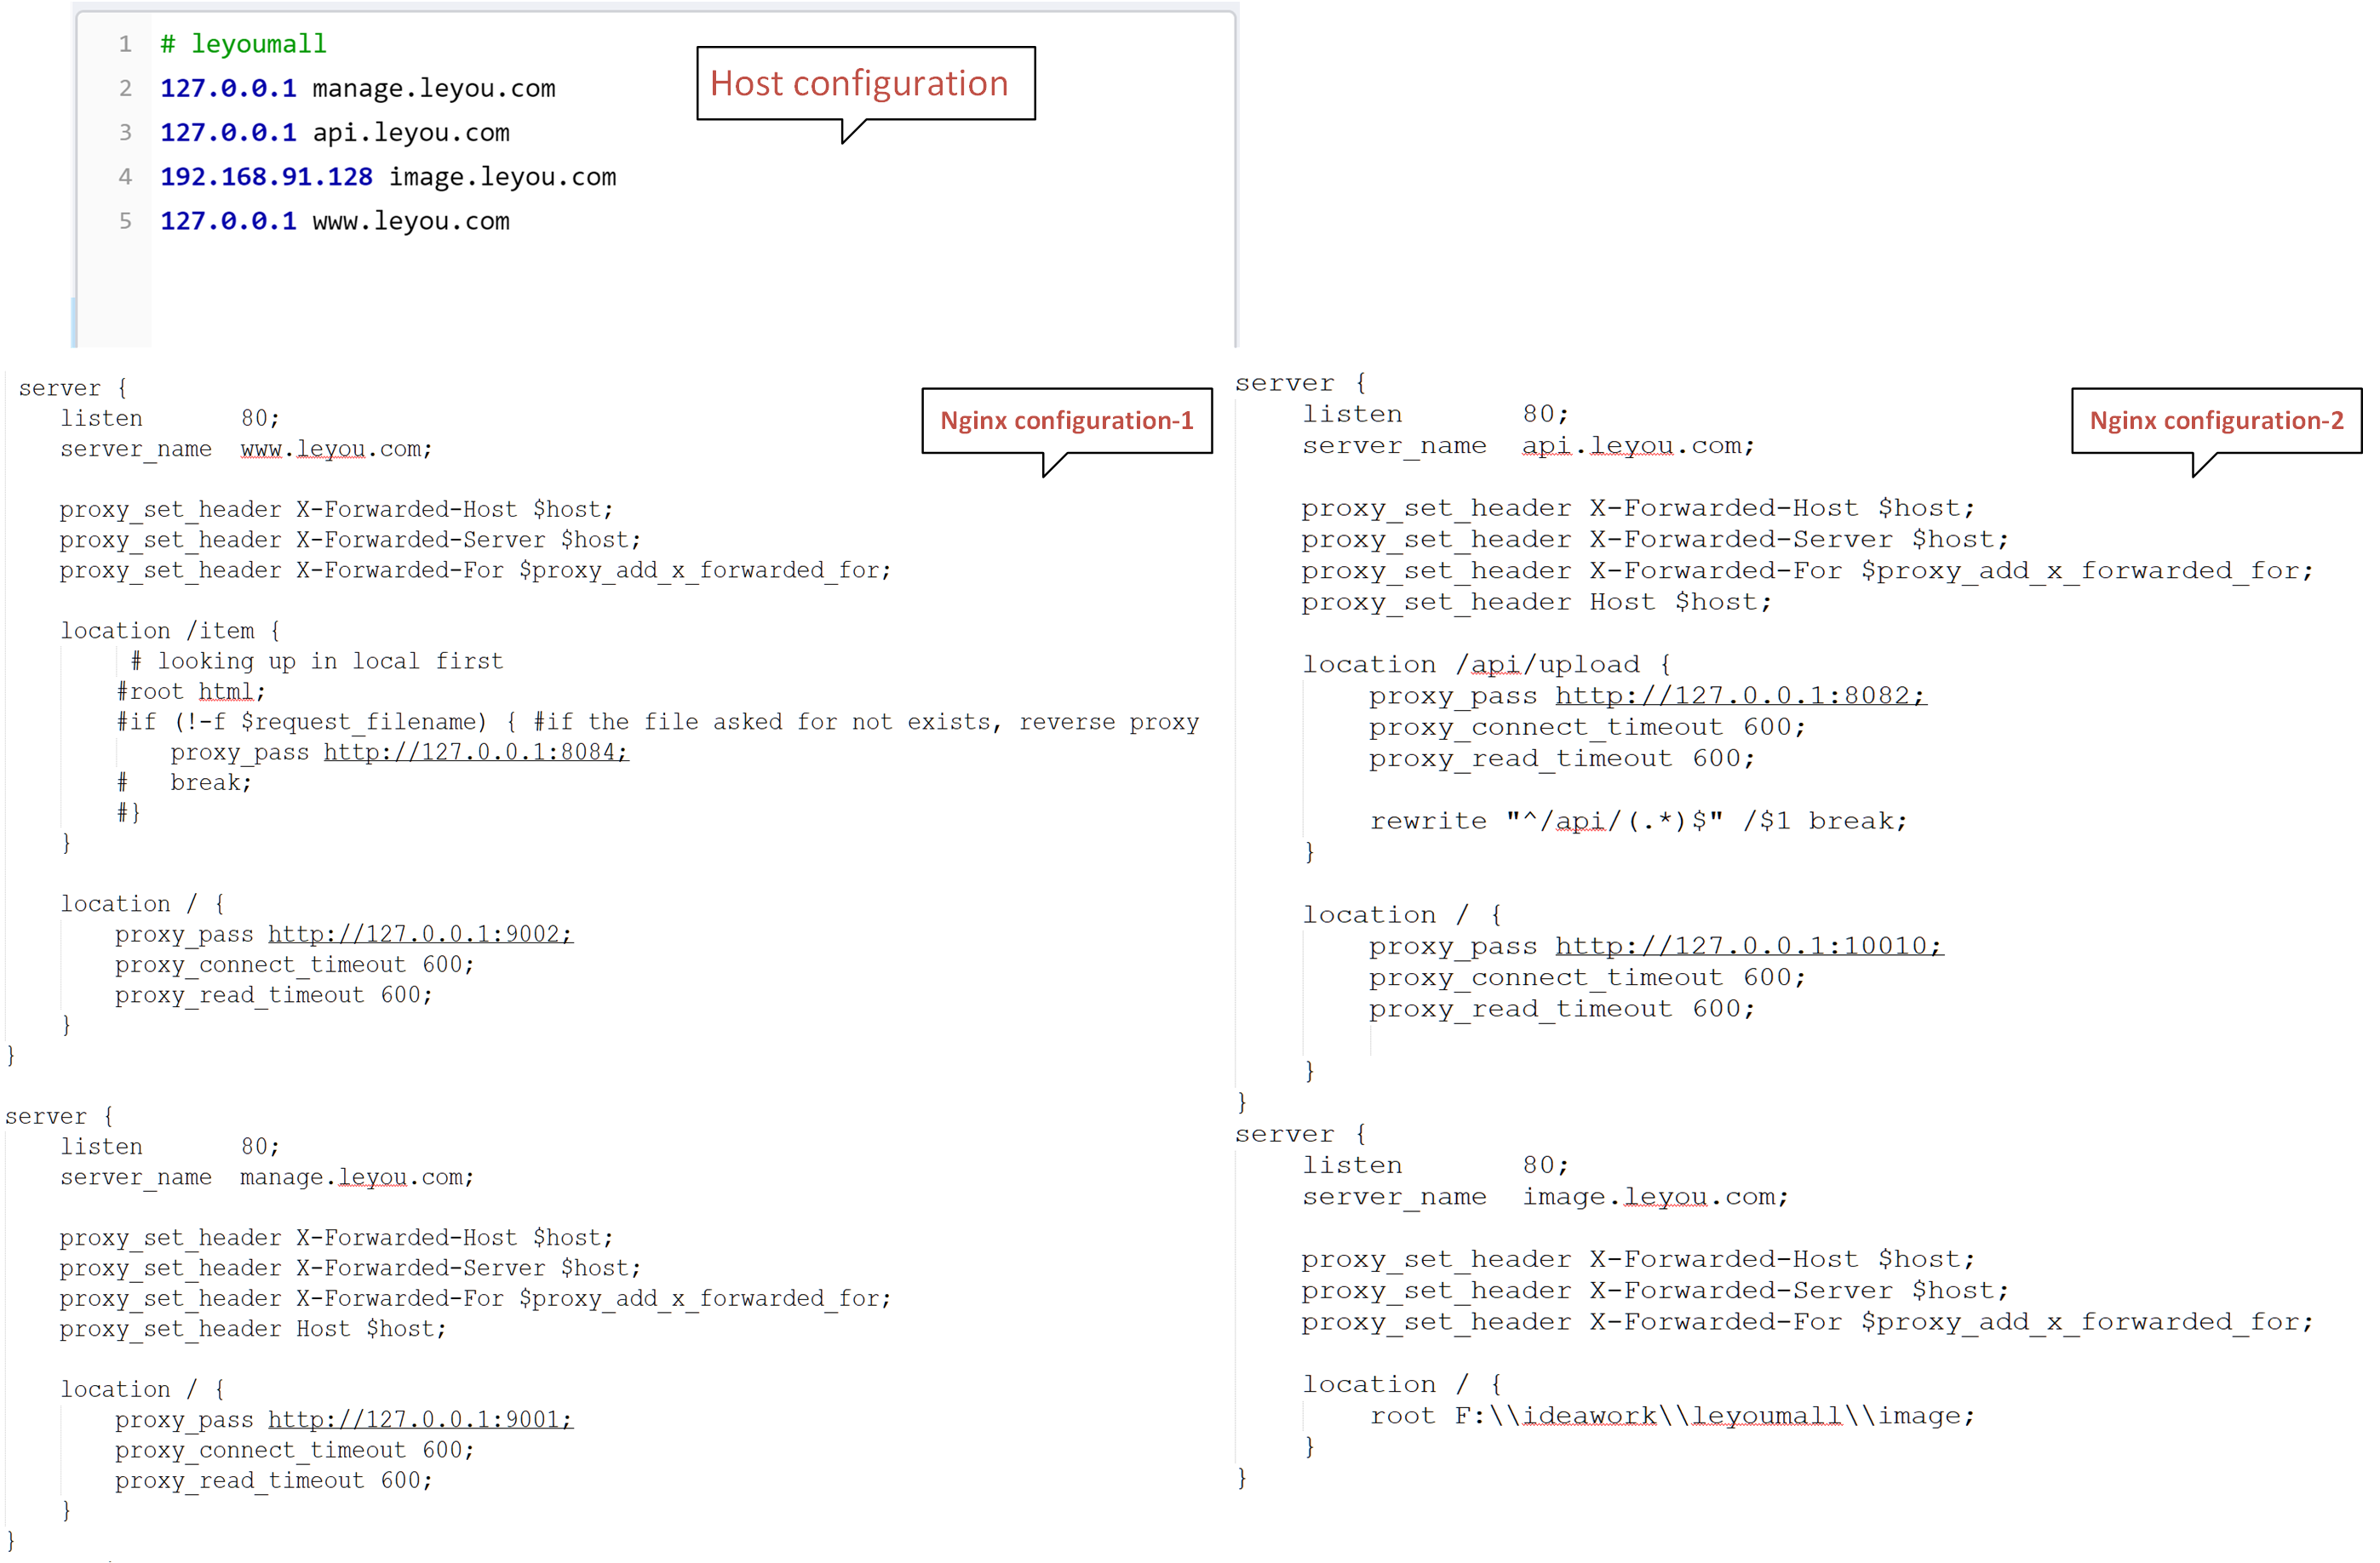 1 # leyoumall
2 127.0.0.1 manage.leyou.com
3 127.0.0.1 api.leyou.com
4 192.168.91.128 image.leyou.com
5 127.0.0.1 www.leyou.com
Host configuration
Nginx configuration-1
server {
    listen       80;
    server_name  www.leyou.com;

    proxy_set_header X-Forwarded-Host $host;
    proxy_set_header X-Forwarded-Server $host;
    proxy_set_header X-Forwarded-For $proxy_add_x_forwarded_for;

    location /item {
         # looking up in local first
        #root html;
        #if (!-f $request_filename) { #if the file asked for not exists, reverse proxy
            proxy_pass http://127.0.0.1:8084;
        #   break;
        #}
    }

    location / {
        proxy_pass http://127.0.0.1:9002;
        proxy_connect_timeout 600;
        proxy_read_timeout 600;
    }
}

server {
    listen       80;
    server_name  manage.leyou.com;

    proxy_set_header X-Forwarded-Host $host;
    proxy_set_header X-Forwarded-Server $host;
    proxy_set_header X-Forwarded-For $proxy_add_x_forwarded_for;
    proxy_set_header Host $host;

    location / {
        proxy_pass http://127.0.0.1:9001;
        proxy_connect_timeout 600;
        proxy_read_timeout 600;
    }
}
Nginx configuration-2
server {
    listen       80;
    server_name  api.leyou.com;

    proxy_set_header X-Forwarded-Host $host;
    proxy_set_header X-Forwarded-Server $host;
    proxy_set_header X-Forwarded-For $proxy_add_x_forwarded_for;
    proxy_set_header Host $host;

    location /api/upload {
        proxy_pass http://127.0.0.1:8082;
        proxy_connect_timeout 600;
        proxy_read_timeout 600;

        rewrite "^/api/(.*)$" /$1 break;
    }

    location / {
        proxy_pass http://127.0.0.1:10010;
        proxy_connect_timeout 600;
        proxy_read_timeout 600;

    }
}
server {
    listen       80;
    server_name  image.leyou.com;

    proxy_set_header X-Forwarded-Host $host;
    proxy_set_header X-Forwarded-Server $host;
    proxy_set_header X-Forwarded-For $proxy_add_x_forwarded_for;

    location / {
        root F:\\ideawork\\leyoumall\\image;
    }
}